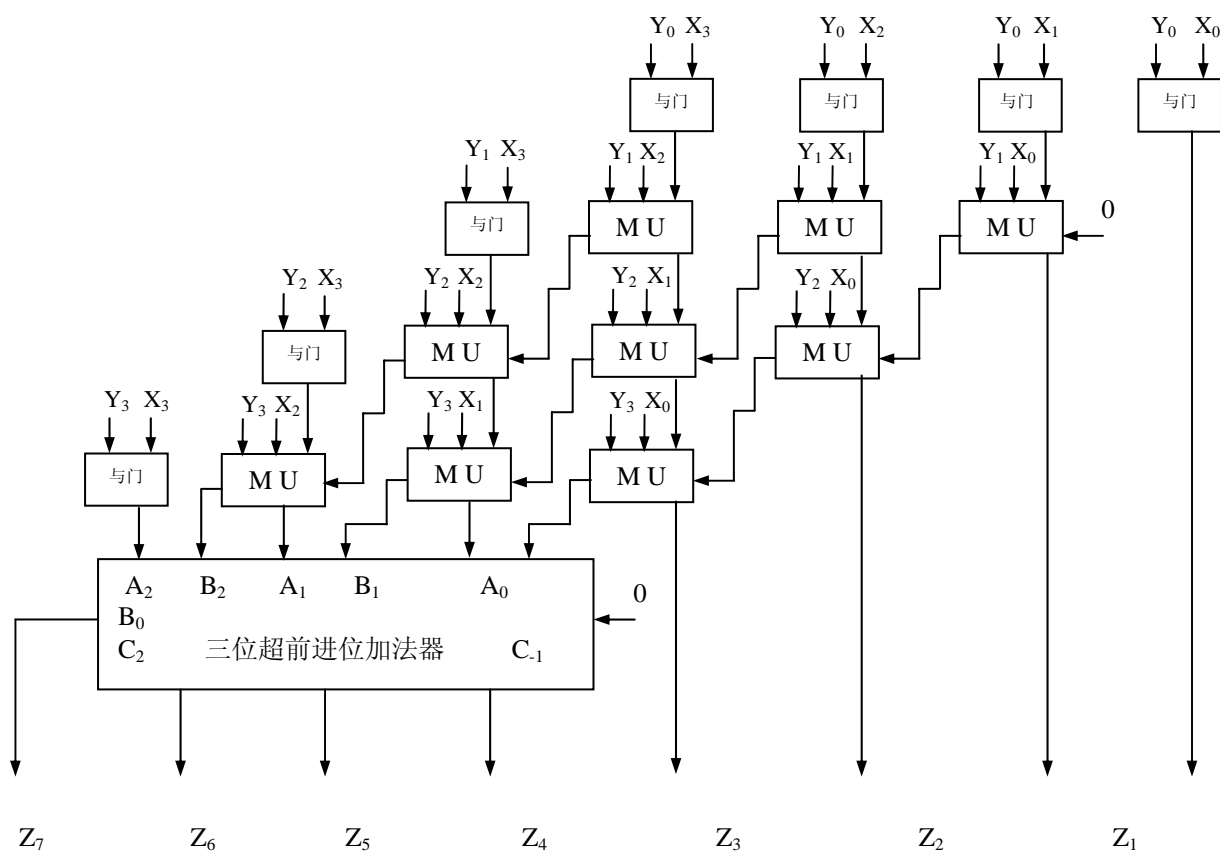 Y₀ X₃ Y₀ X₂ Y₀ X₁ Y₀ X₀
与门 与门 与门 与门
Y₁ X₃ Y₁ X₂ Y₁ X₁ Y₁ X₀
与门 M U M U M U 0
Y₂ X₃ Y₂ X₂ Y₂ X₁ Y₂ X₀
与门 M U M U M U
Y₃ X₃ Y₃ X₂ Y₃ X₁ Y₃ X₀
与门 M U M U M U
A₂ B₂ A₁ B₁ A₀ 0
B₀
C₂ 三位超前进位加法器 C₋₁
Z₇ Z₆ Z₅ Z₄ Z₃ Z₂ Z₁